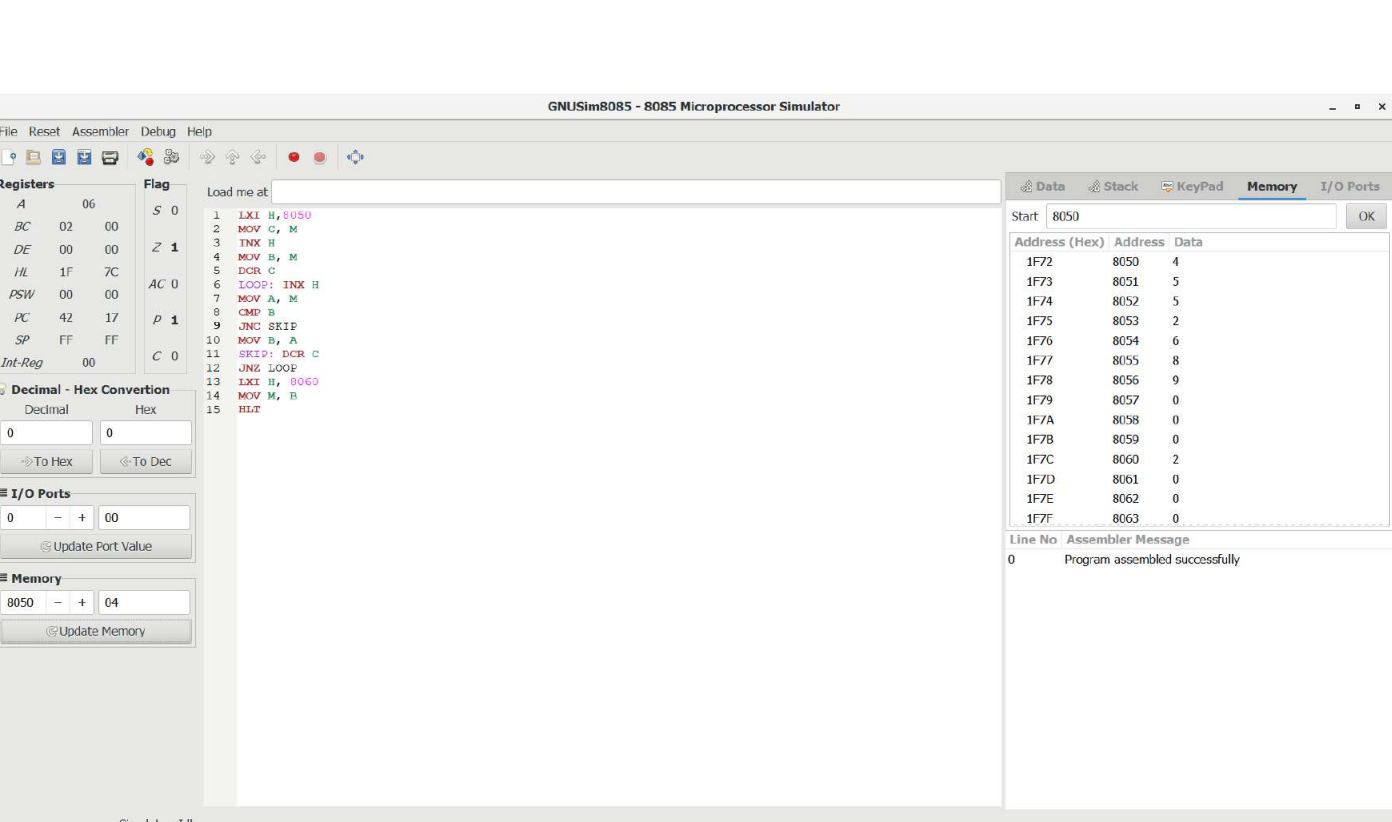 GNUSim8085 - 8085 Microprocessor Simulator
File Reset Assembler Debug Help
Registers
A 06
BC 02 00
DE 00 00
HL 1F 7C
PSW 00 00
PC 42 17
SP FF FF
Int-Reg 00
Flag
S 0
Z 1
AC 0
P 1
C 0
Decimal - Hex Convertion
Decimal Hex
0 0
To Hex To Dec
I/O Ports
0 - + 00
Update Port Value
Memory
8050 - + 04
Update Memory
Load me at
1 LXI H,8050
2 MOV C, M
3 INX H
4 MOV B, M
5 DCR C
6 LOOP: INX H
7 MOV A, M
8 CMP B
9 JNC SKIP
10 MOV B, A
11 SKIP: DCR C
12 JNZ LOOP
13 LXI H, 8060
14 MOV M, B
15 HLT
Data Stack KeyPad Memory I/O Ports
Start 8050 OK
Address (Hex) Address Data
1F72 8050 4
1F73 8051 5
1F74 8052 5
1F75 8053 2
1F76 8054 6
1F77 8055 8
1F78 8056 9
1F79 8057 0
1F7A 8058 0
1F7B 8059 0
1F7C 8060 2
1F7D 8061 0
1F7E 8062 0
1F7F 8063 0
Line No Assembler Message
0 Program assembled successfully